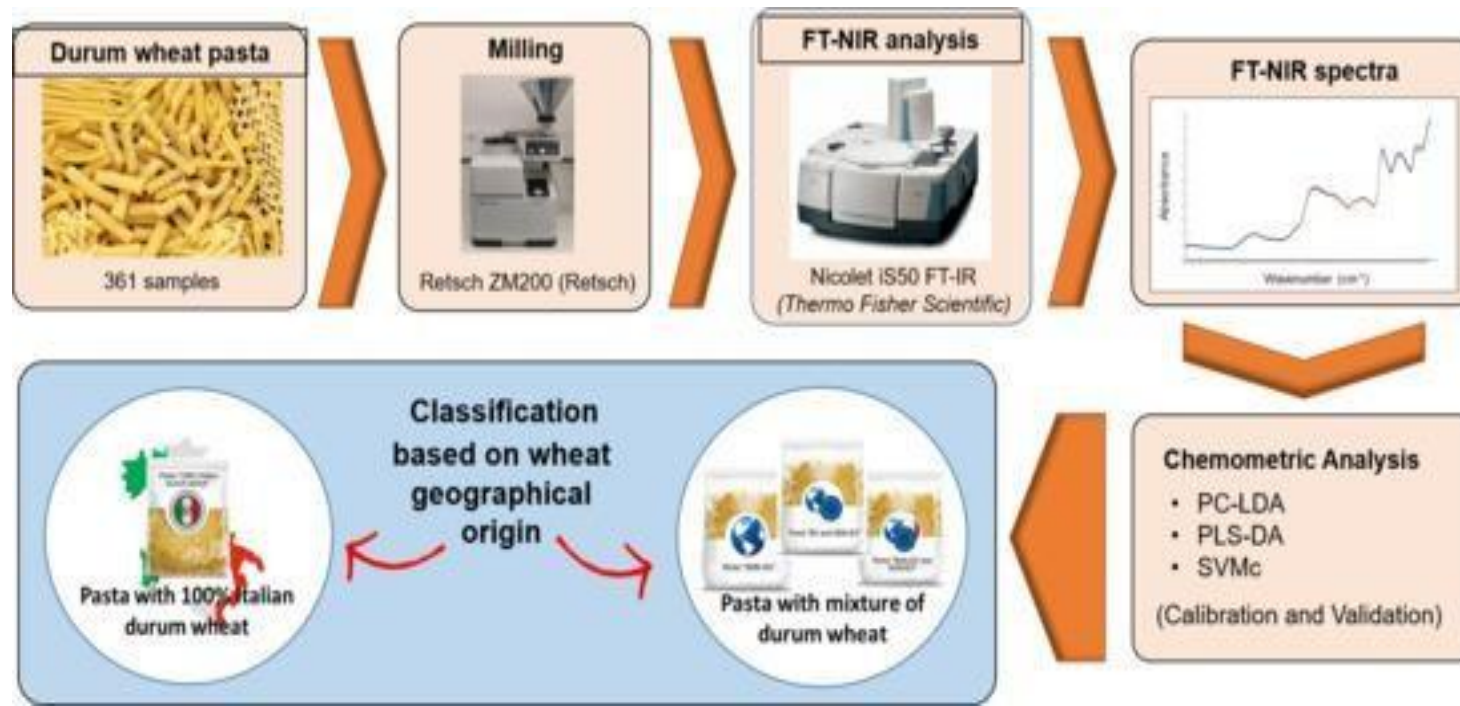 Durum wheat pasta
361 samples
Milling
Retsch ZM200 (Retsch)
FT-NIR analysis
Nicolet iS50 FT-IR
(Thermo Fisher Scientific)
FT-NIR spectra
Absorbance
Wavenumber (cm⁻¹)
Chemometric Analysis
• PC-LDA
• PLS-DA
• SVMc
(Calibration and Validation)
Classification
based on wheat
geographical
origin
Pasta with 100% Italian
durum wheat
Pasta with mixture of
durum wheat